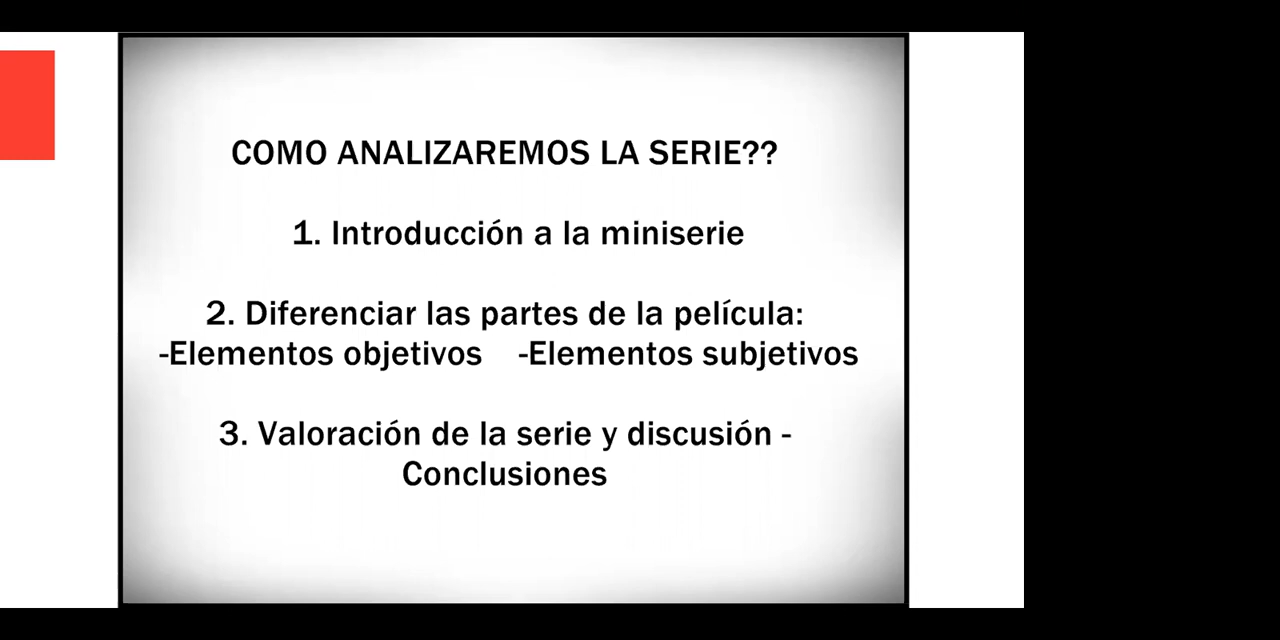 COMO ANALIZAREMOS LA SERIE??
1. Introducción a la miniserie
2. Diferenciar las partes de la película:
-Elementos objetivos -Elementos subjetivos
3. Valoración de la serie y discusión -
Conclusiones